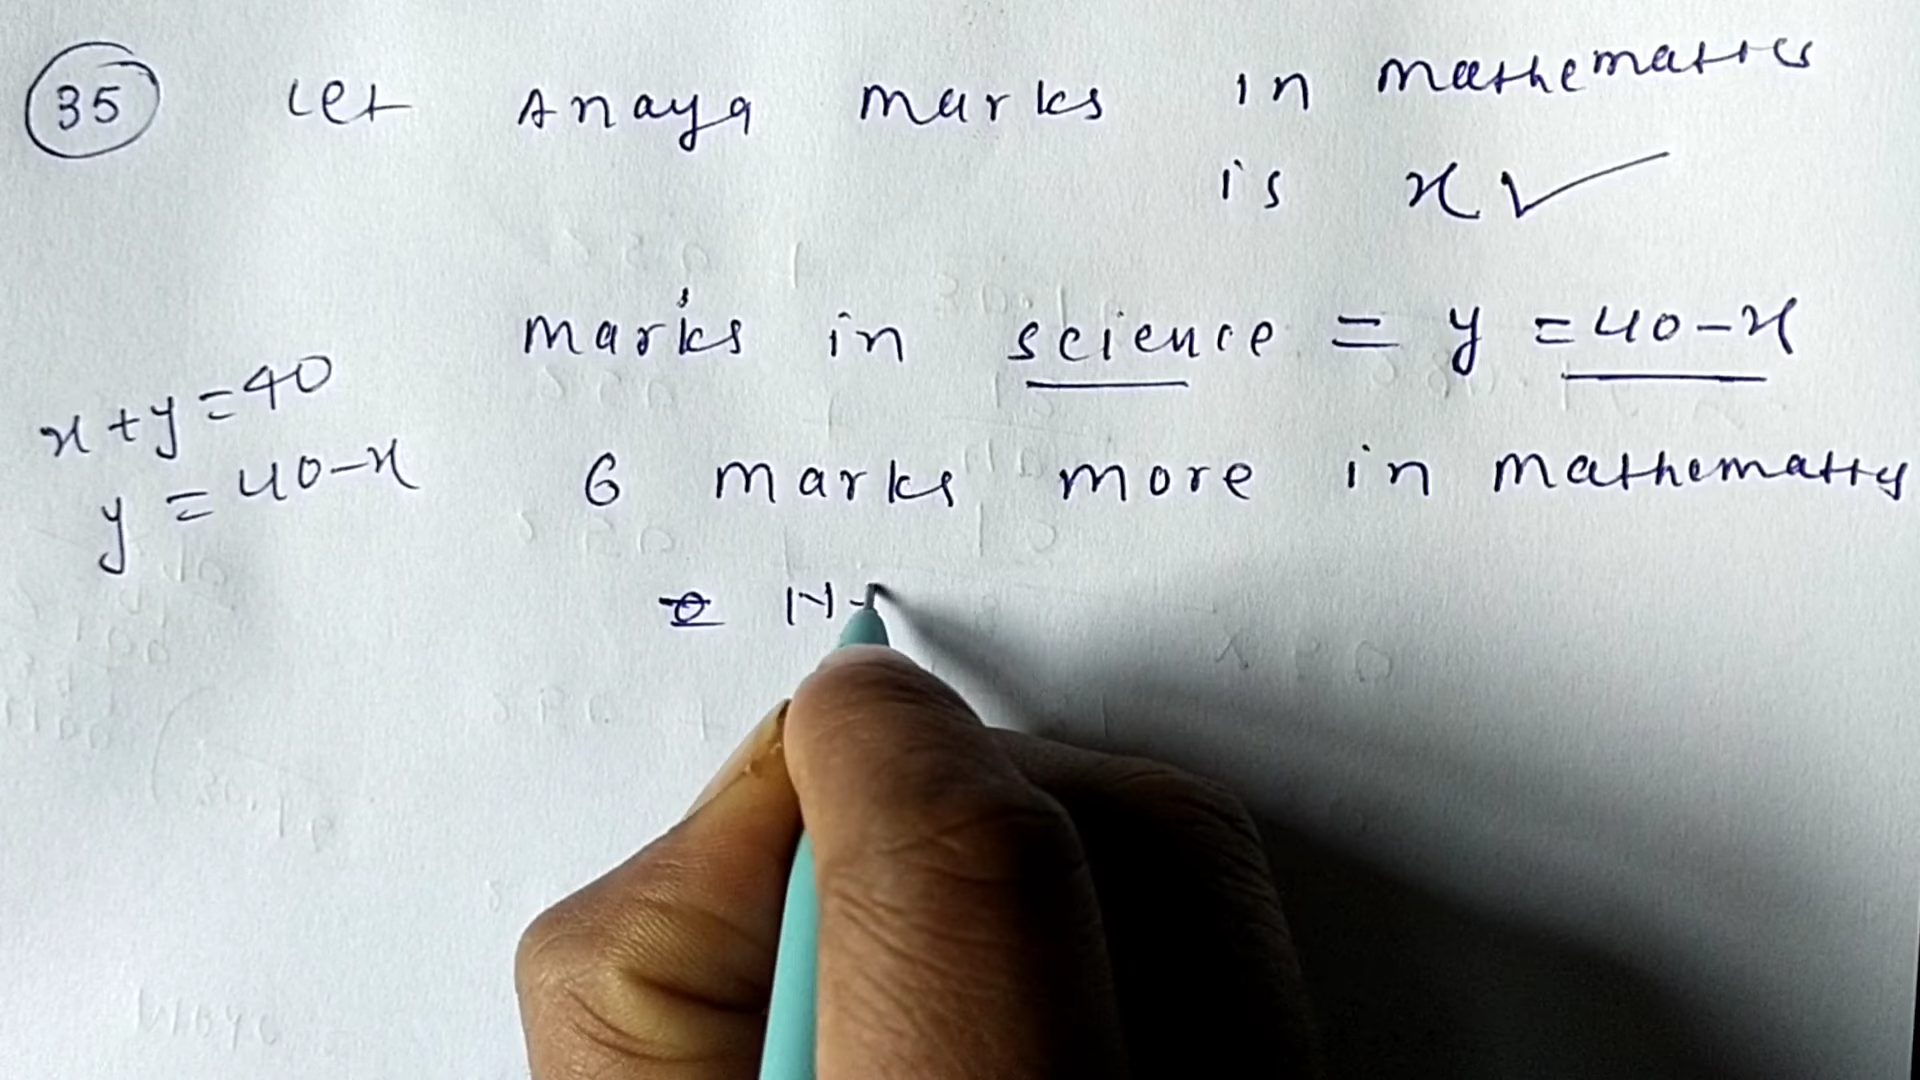 35 Let Anaya marks in mathematics
is x ✓
marks in science = y = 40-x
x+y=40
y = 40-x
6 marks more in mathematics
= x+